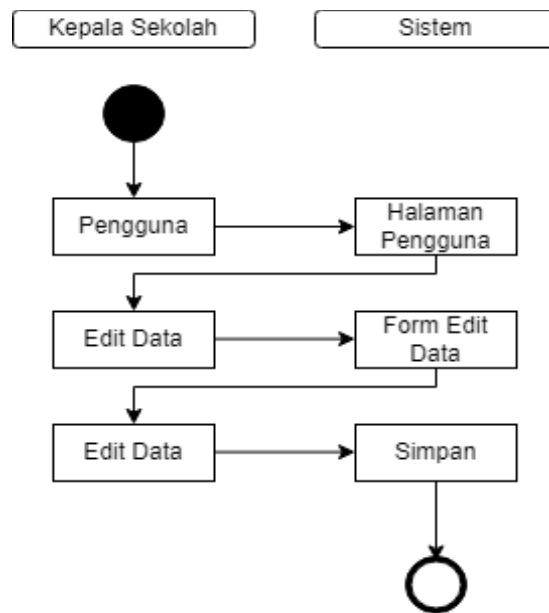 Kepala Sekolah
Sistem
Pengguna
Halaman
Pengguna
Edit Data
Form Edit
Data
Edit Data
Simpan